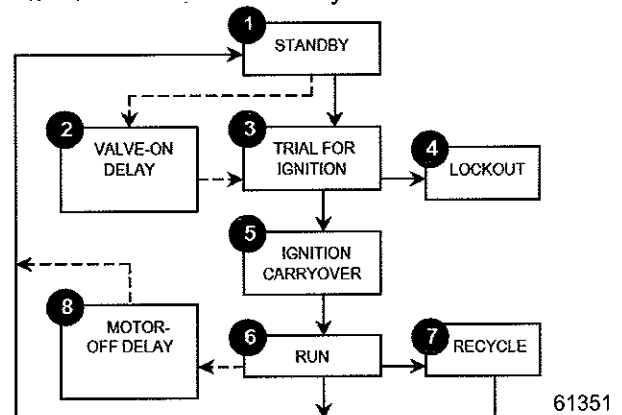 1
STANDBY
2
VALVE-ON
DELAY
3
TRIAL FOR
IGNITION
4
LOCKOUT
5
IGNITION
CARRYOVER
8
MOTOR-
OFF DELAY
6
RUN
7
RECYCLE
61351